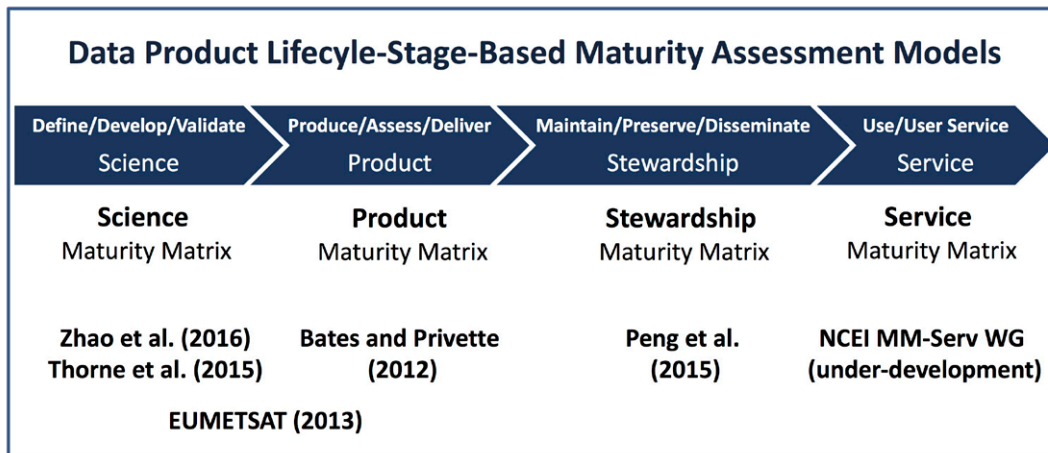 Data Product Lifecyle-Stage-Based Maturity Assessment Models
Define/Develop/Validate
Science
Produce/Assess/Deliver
Product
Maintain/Preserve/Disseminate
Stewardship
Use/User Service
Service
Science
Maturity Matrix
Product
Maturity Matrix
Stewardship
Maturity Matrix
Service
Maturity Matrix
Zhao et al. (2016)
Thorne et al. (2015)
Bates and Privette
(2012)
Peng et al.
(2015)
NCEI MM-Serv WG
(under-development)
EUMETSAT (2013)